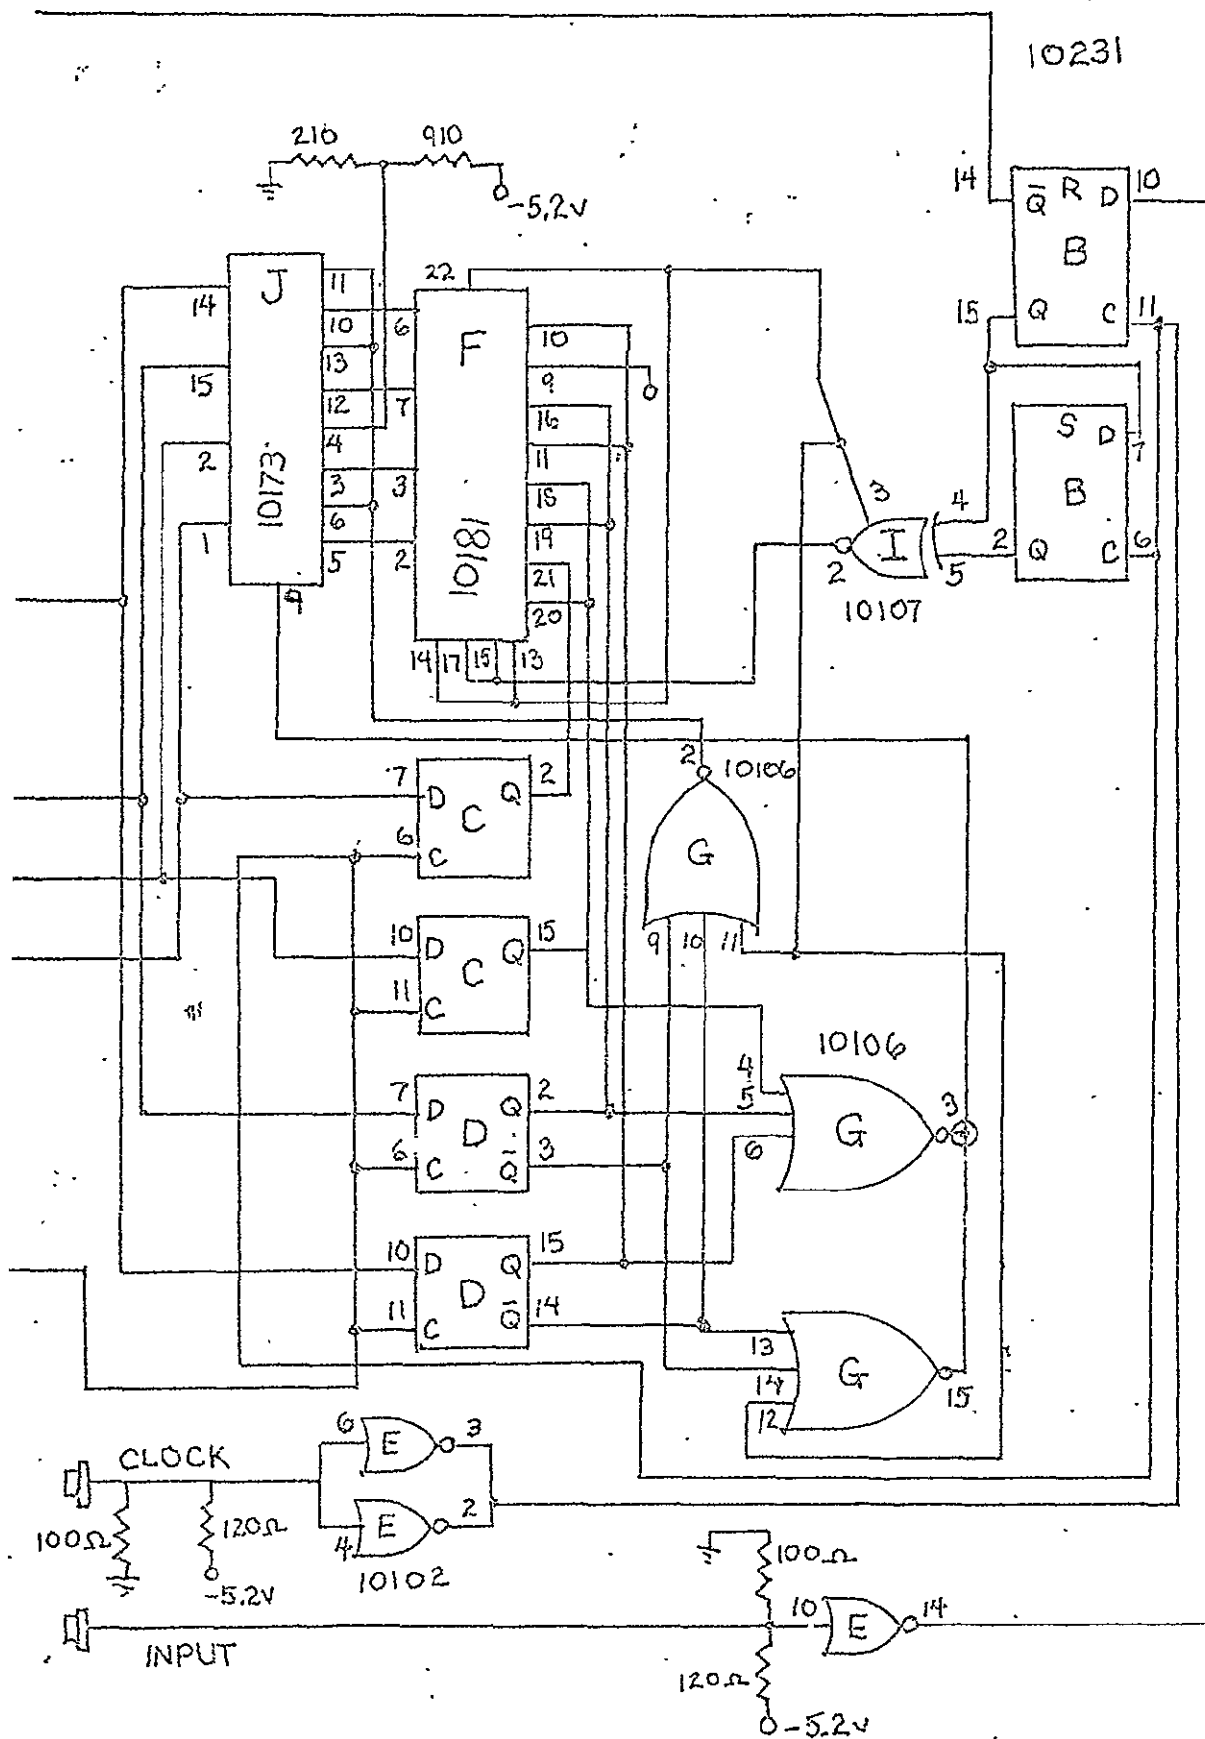 10231
210 910
-5.2V
14 Q̄ R D 10
B
15 Q C 11
S D 7
B
2 Q C 6
J
10173
14
15
2
1
11
10
13
12
4
3
6
5
9
22
F
10181
6
7
3
2
10
9
16
11
18
19
21
20
14 17 15 13
3
I
2
4
5
10107
7 D Q 2
C
6 C
10 D Q 15
C
11 C
7 D Q 2
D
6 C Q̄ 3
10 D Q 15
D
11 C Q̄ 14
2 10106
G
9 10 11
10106
4
5
6
G
3
13
14
12
G
15
CLOCK
100Ω
120Ω
-5.2V
6 E 3
4 E 2
10102
INPUT
100Ω
10 E 14
120Ω
-5.2V